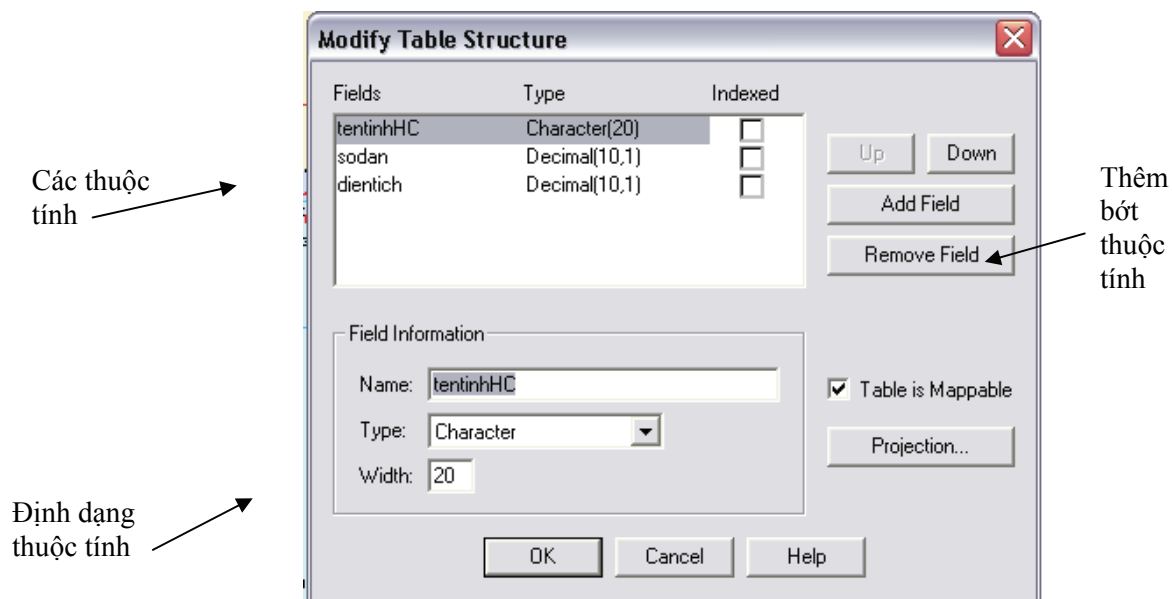 Modify Table Structure
Fields Type Indexed
tentinhHC Character(20)
sodan Decimal(10,1)
dientich Decimal(10,1)
Up Down
Add Field
Remove Field
Các thuộc
tính
Thêm
bớt
thuộc
tính
Field Information
Name: tentinhHC
Type: Character
Width: 20
Table is Mappable
Projection...
Định dạng
thuộc tính
OK Cancel Help